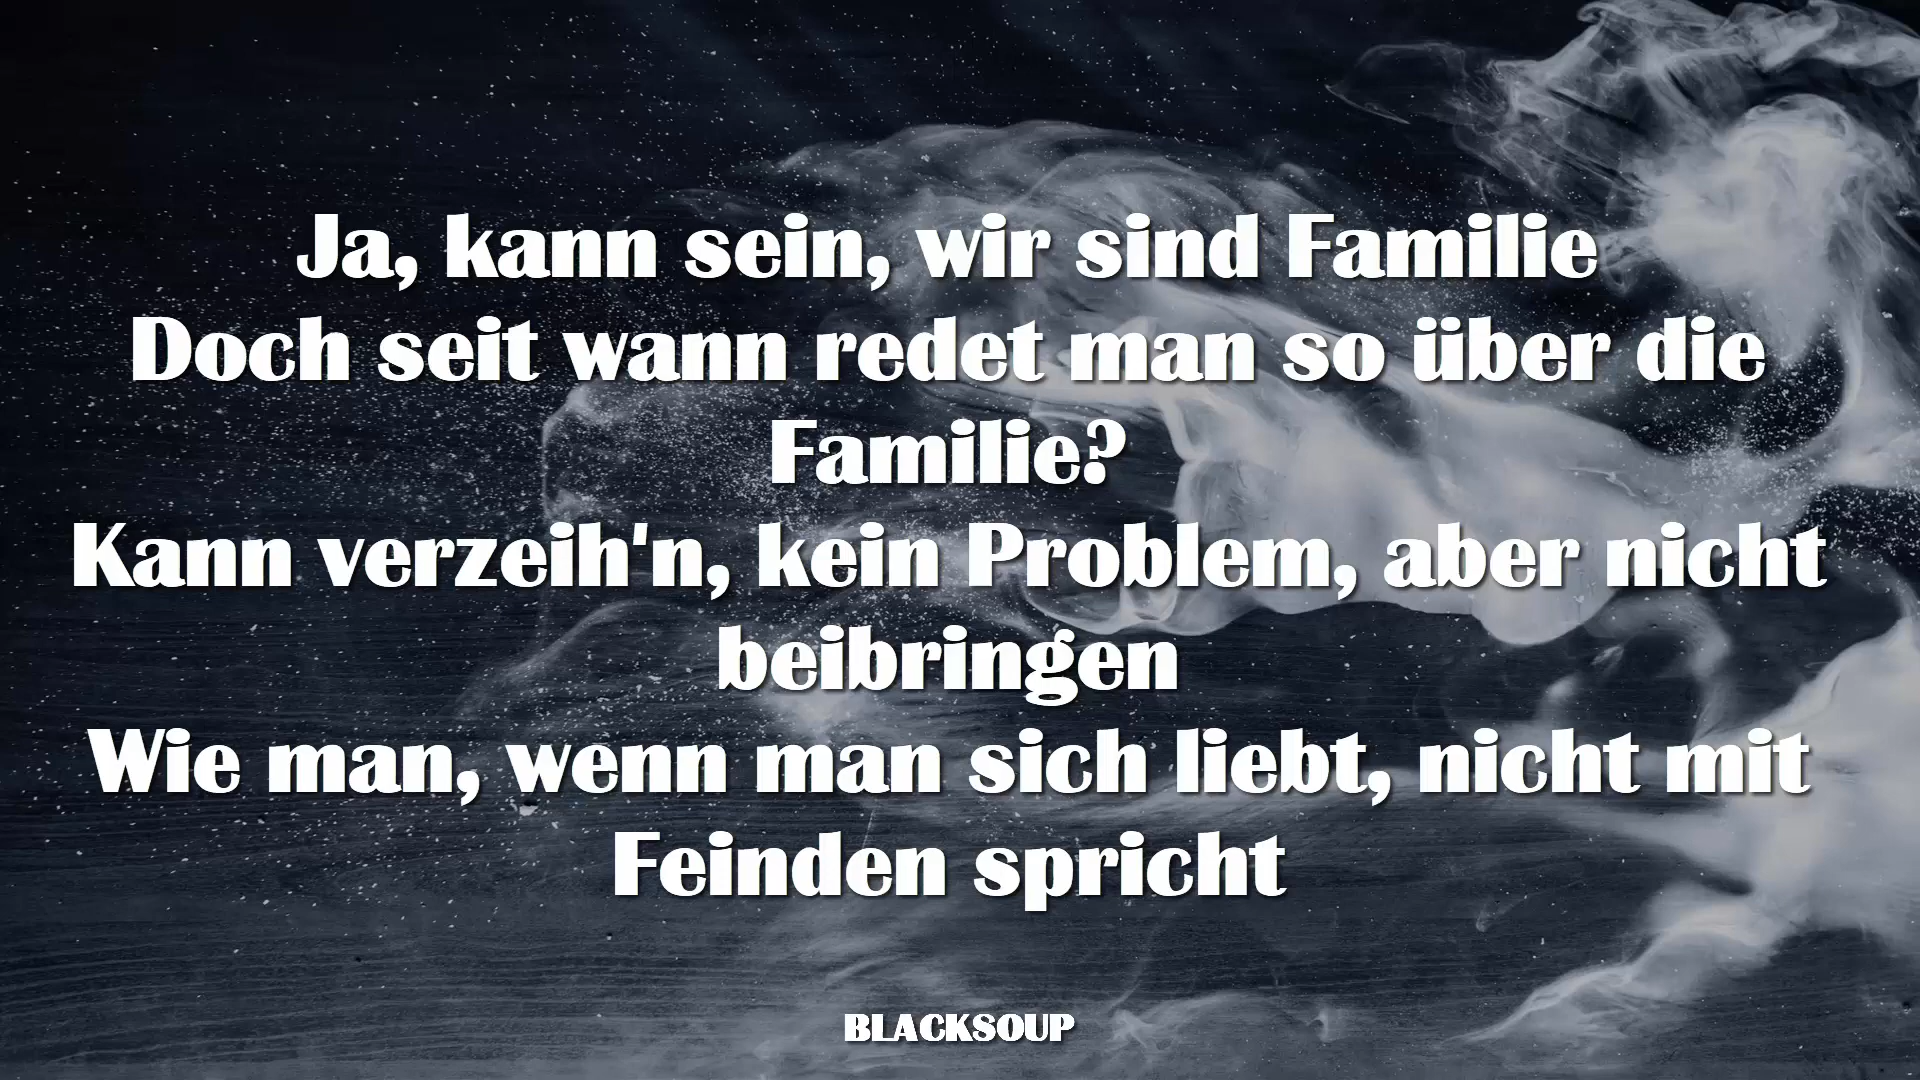 Ja, kann sein, wir sind Familie
Doch seit wann redet man so über die
Familie?
Kann verzeih'n, kein Problem, aber nicht
beibringen
Wie man, wenn man sich liebt, nicht mit
Feinden spricht
BLACKSOUP